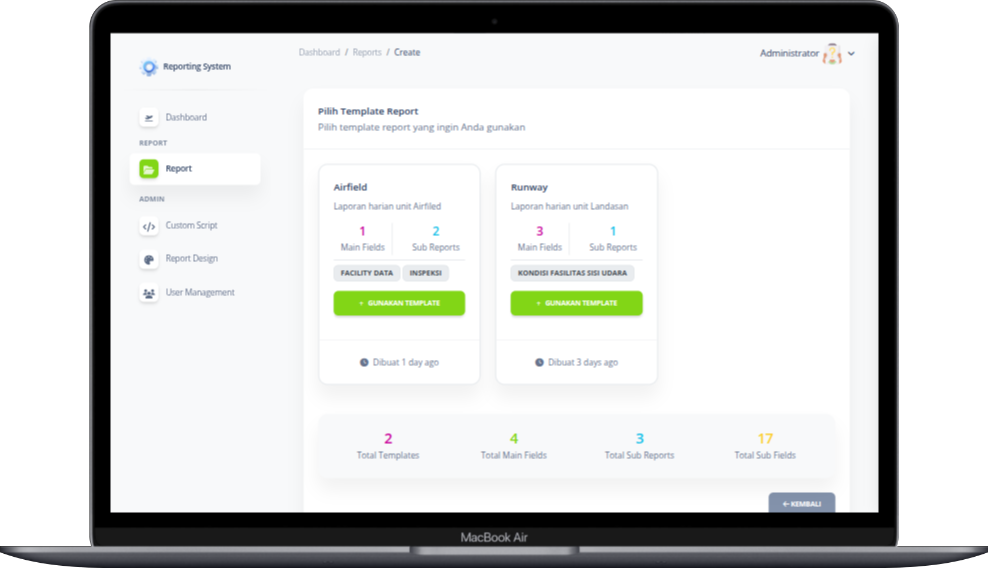 Dashboard / Reports / Create
Administrator
Reporting System
Dashboard
REPORT
Report
ADMIN
Custom Script
Report Design
User Management
Pilih Template Report
Pilih template report yang ingin Anda gunakan
Airfield
Laporan harian unit Airfiled
1 2
Main Fields Sub Reports
FACILITY DATA INSPEKSI
+ GUNAKAN TEMPLATE
Dibuat 1 day ago
Runway
Laporan harian unit Landasan
3 1
Main Fields Sub Reports
KONDISI FASILITAS SISI UDARA
+ GUNAKAN TEMPLATE
Dibuat 3 days ago
2 4 3 17
Total Templates Total Main Fields Total Sub Reports Total Sub Fields
← KEMBALI
MacBook Air